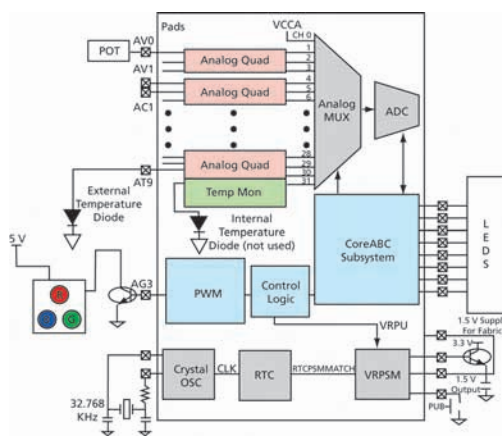 Pads
VCCA
CH 0
AV0
POT
1
Analog Quad
2
3
AV1
4
Analog Quad
5
6
AC1
Analog
MUX
ADC
28
Analog Quad
29
30
AT9
Temp Mon
31
External
Temperature
Diode
Internal
Temperature
Diode (not used)
CoreABC
Subsystem
LEDS
5 V
R
B
G
AG3
PWM
Control
Logic
VRPU
1.5 V Supply
For Fabric
3.3 V
Crystal
OSC
CLK
RTC
RTCPSMMATCH
VRPSM
1.5 V
Output
32.768
KHz
PUB